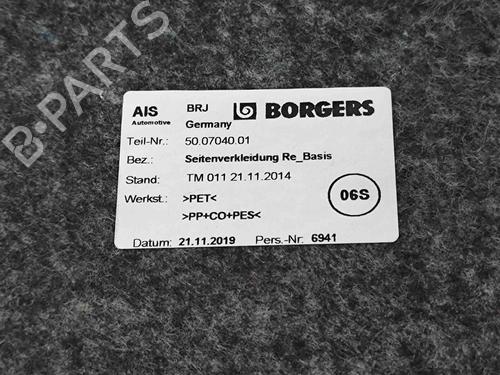 B-PARTS
AIS
Automotive
BRJ
Germany
BORGERS
Teil-Nr.: 50.07040.01
Bez.: Seitenverkleidung Re_Basis
Stand: TM 011 21.11.2014
Werkst.: >PET<
>PP+CO+PES<
06S
Datum: 21.11.2019 Pers.-Nr: 6941